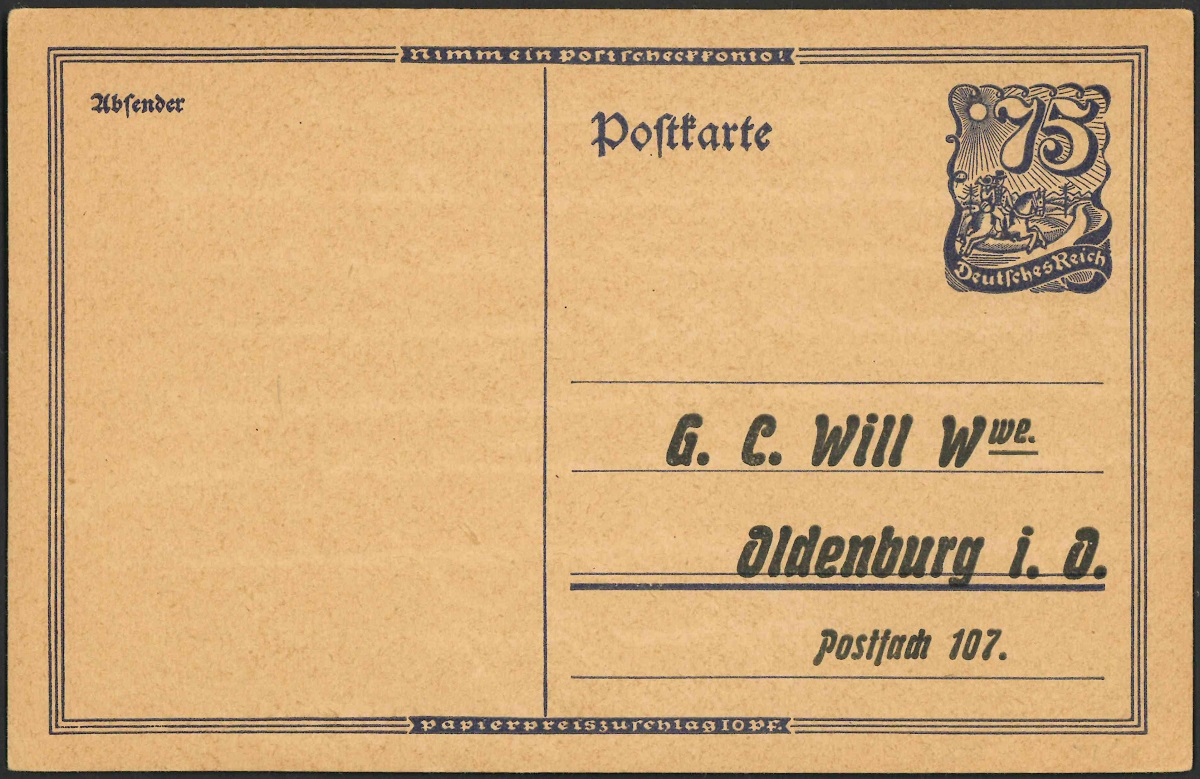 Nimm ein Postscheckkonto!
Absender
Poſtkarte
75
Deutſches Reich
G. C. Will Wwe.
Oldenburg i. O.
Postfach 107.
Papierpreiszuschlag 10 Pf.